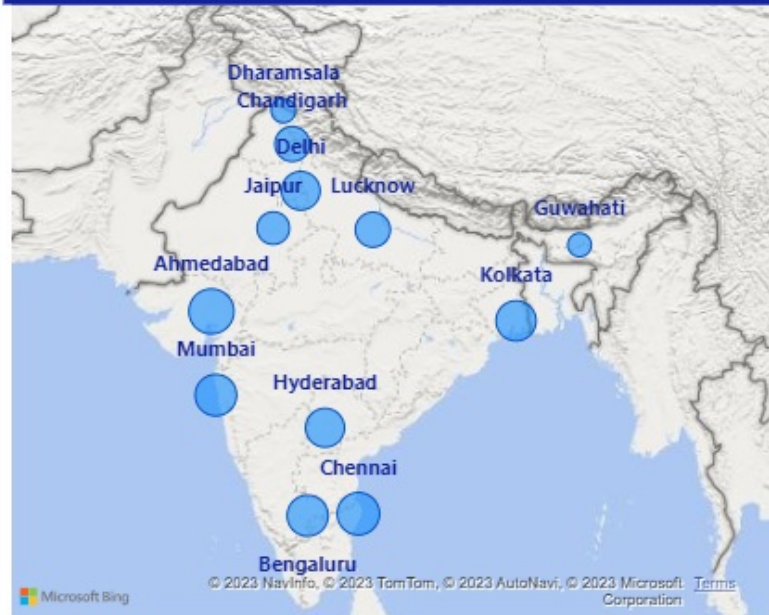 Dharamsala
Chandigarh
Delhi
Jaipur
Lucknow
Guwahati
Ahmedabad
Kolkata
Mumbai
Hyderabad
Chennai
Bengaluru
Microsoft Bing
© 2023 NavInfo, © 2023 TomTom, © 2023 AutoNavi, © 2023 Microsoft Terms
Corporation